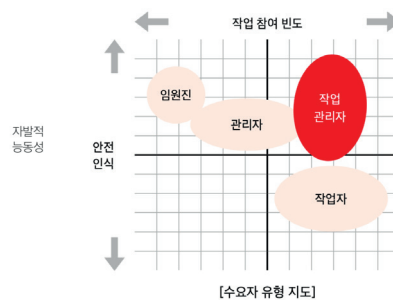 작업 참여 빈도
임원진
관리자
작업
관리자
자발적
능동성
안전
인식
작업자
[수요자 유형 지도]